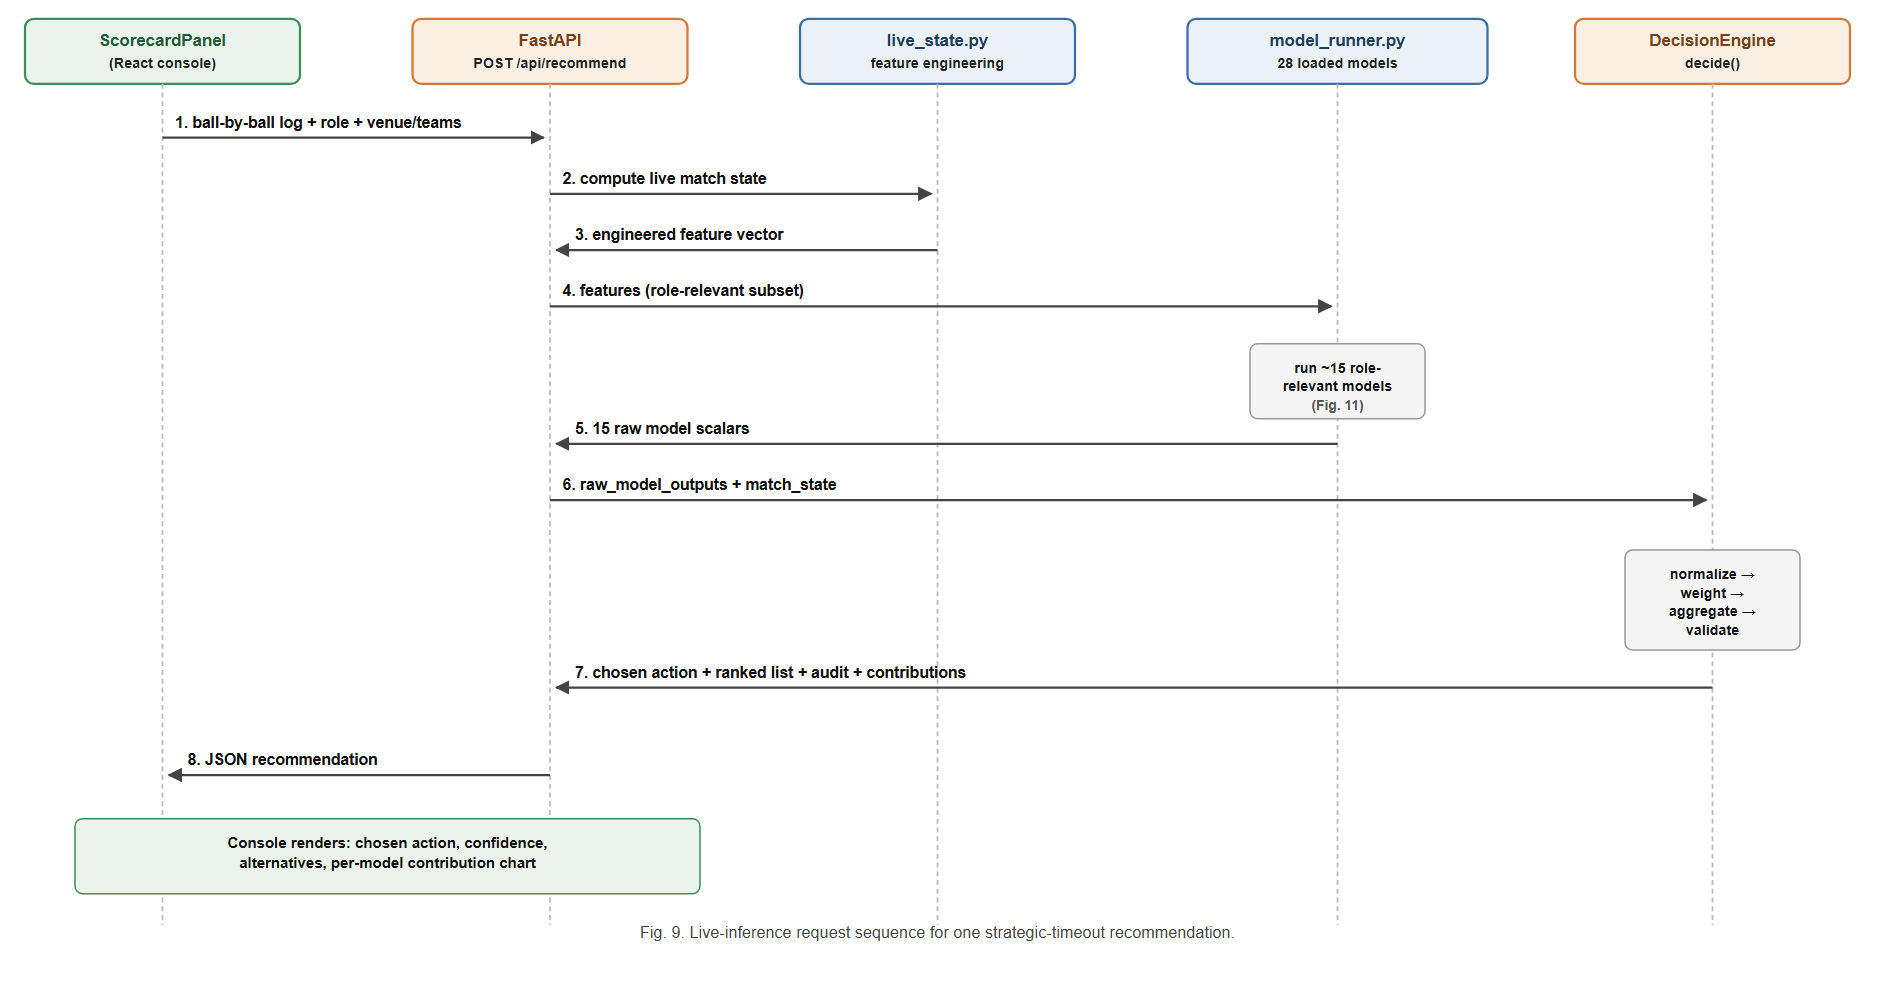 ScorecardPanel
(React console)
FastAPI
POST /api/recommend
live_state.py
feature engineering
model_runner.py
28 loaded models
DecisionEngine
decide()
1. ball-by-ball log + role + venue/teams
2. compute live match state
3. engineered feature vector
4. features (role-relevant subset)
run ~15 role-
relevant models
(Fig. 11)
5. 15 raw model scalars
6. raw_model_outputs + match_state
normalize →
weight →
aggregate →
validate
7. chosen action + ranked list + audit + contributions
8. JSON recommendation
Console renders: chosen action, confidence,
alternatives, per-model contribution chart
Fig. 9. Live-inference request sequence for one strategic-timeout recommendation.